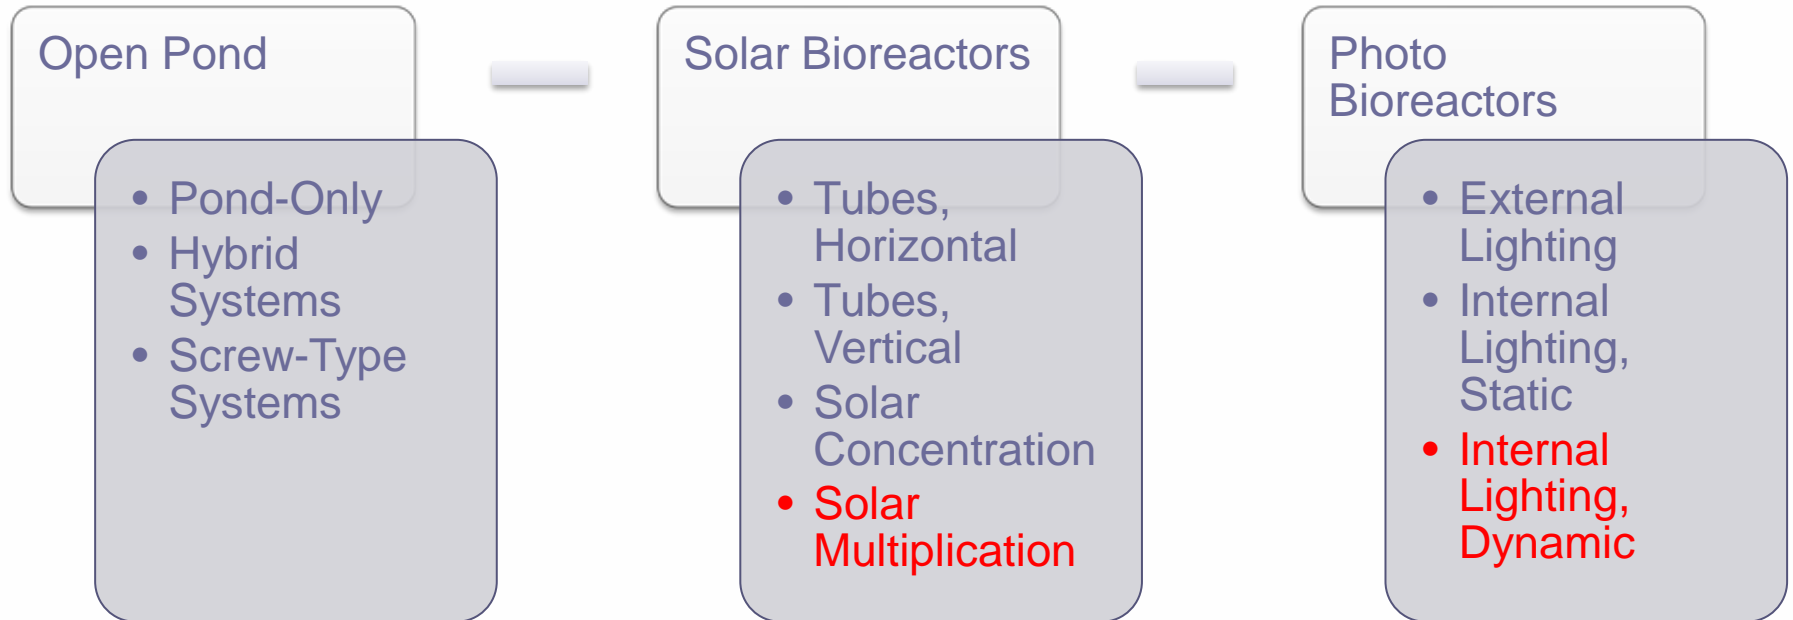 Open Pond
• Pond-Only
• Hybrid
Systems
• Screw-Type
Systems
Solar Bioreactors
• Tubes,
Horizontal
• Tubes,
Vertical
• Solar
Concentration
• Solar
Multiplication
Photo
Bioreactors
• External
Lighting
• Internal
Lighting,
Static
• Internal
Lighting,
Dynamic